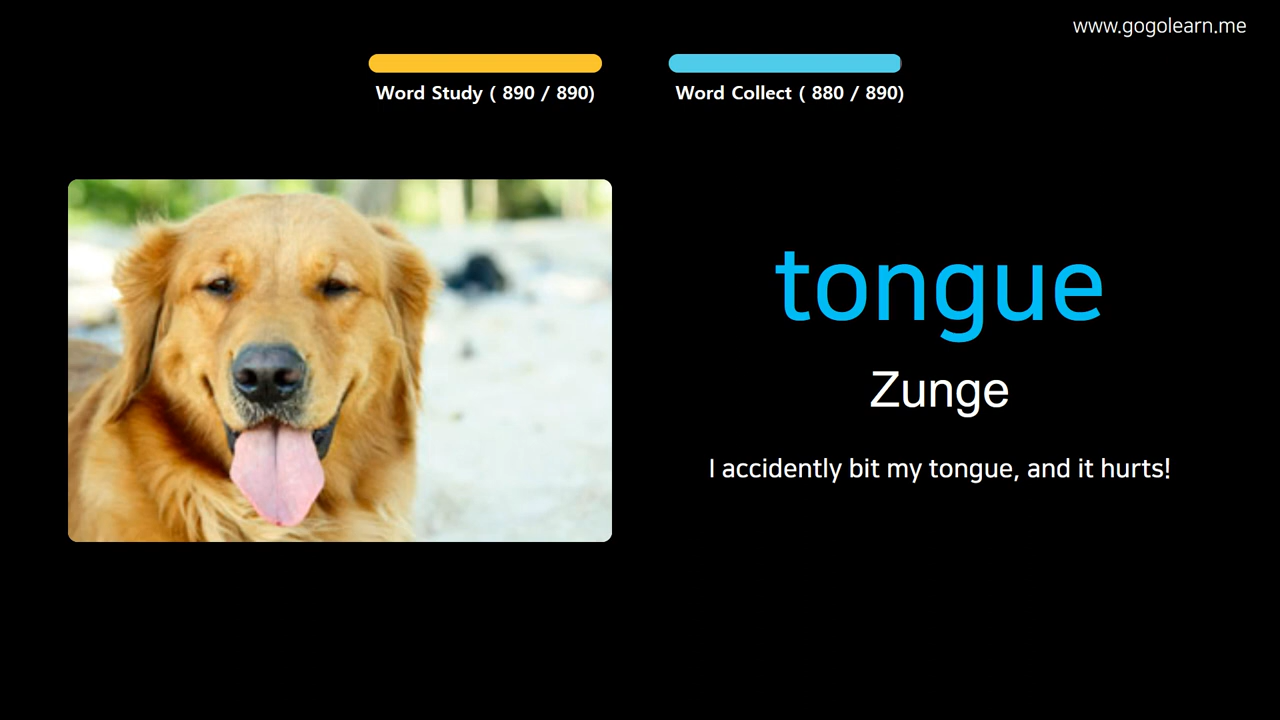 www.gogolearn.me
Word Study ( 890 / 890)
Word Collect ( 880 / 890)
tongue
Zunge
I accidently bit my tongue, and it hurts!